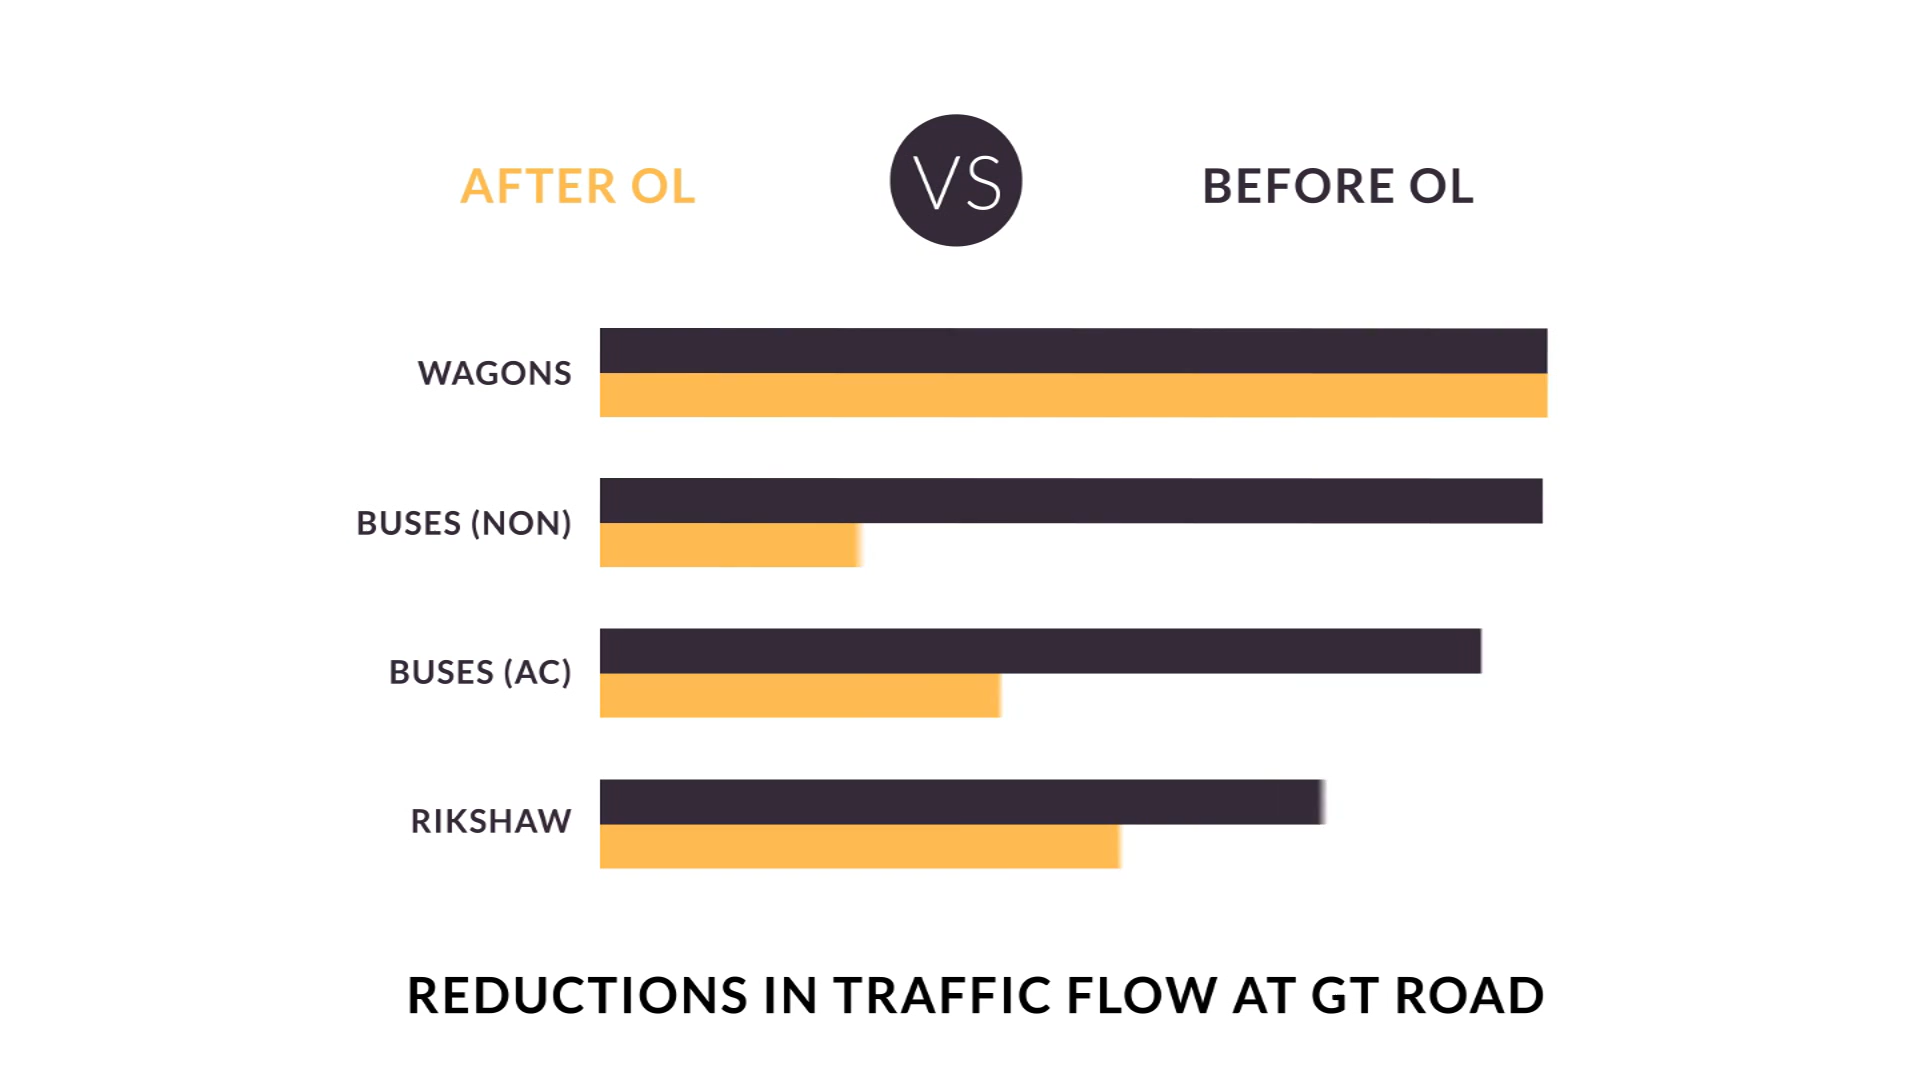 AFTER OL
VS
BEFORE OL
WAGONS
BUSES (NON)
BUSES (AC)
RIKSHAW
REDUCTIONS IN TRAFFIC FLOW AT GT ROAD